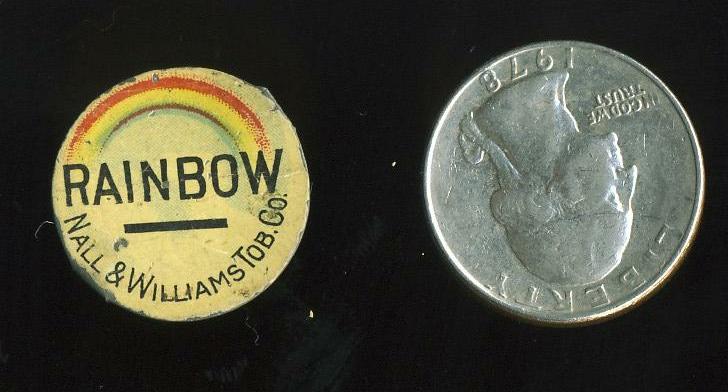 RAINBOW
NALL & WILLIAMS TOB. CO.
1978
IN GOD WE
TRUST
LIBERTY